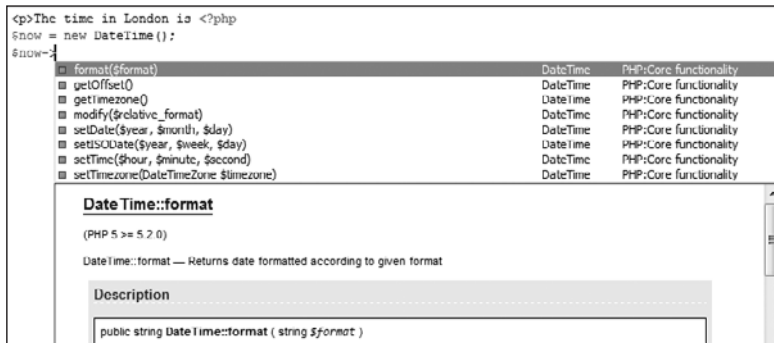 <p>The time in London is <?php
$now = new DateTime();
$now->
format($format) DateTime PHP:Core functionality
getOffset() DateTime PHP:Core functionality
getTimezone() DateTime PHP:Core functionality
modify($relative_format) DateTime PHP:Core functionality
setDate($year, $month, $day) DateTime PHP:Core functionality
setISODate($year, $week, $day) DateTime PHP:Core functionality
setTime($hour, $minute, $second) DateTime PHP:Core functionality
setTimezone(DateTimeZone $timezone) DateTime PHP:Core functionality
DateTime::format
(PHP 5 >= 5.2.0)
DateTime::format — Returns date formatted according to given format
Description
public string DateTime::format ( string $format )